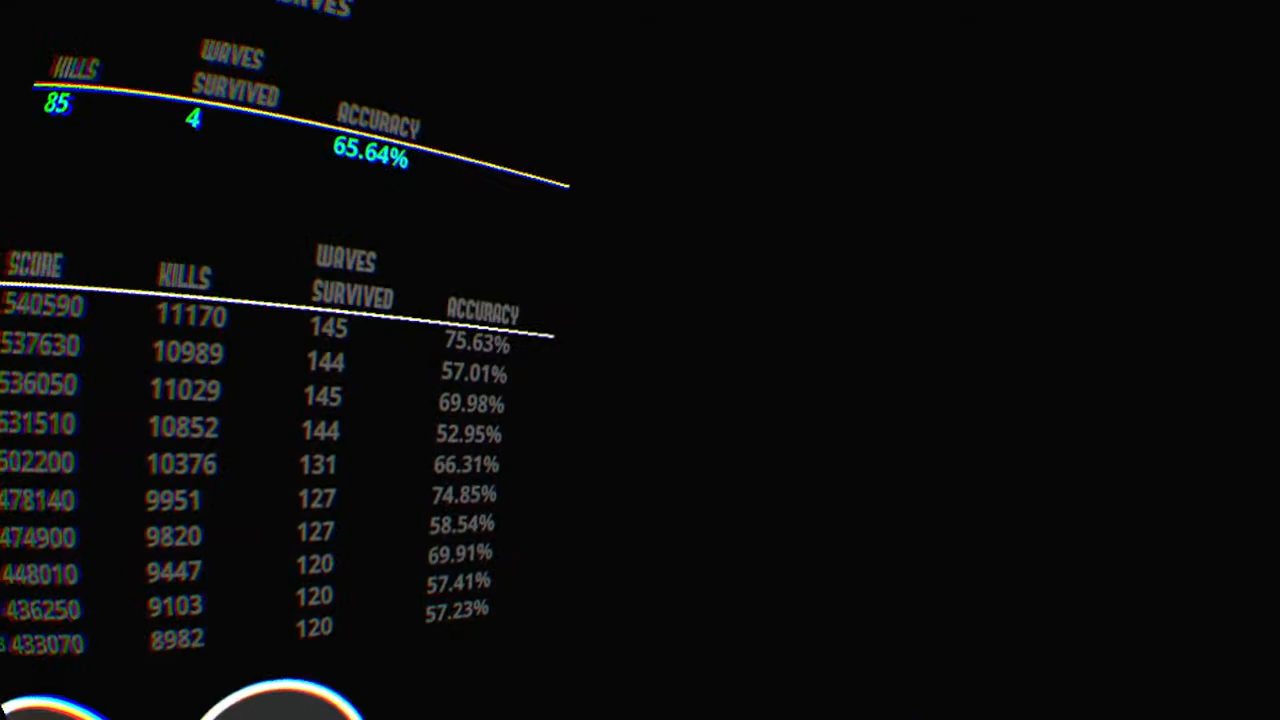 KILLS WAVES SURVIVED ACCURACY
85 4 65.64%
SCORE KILLS WAVES SURVIVED ACCURACY
540590 11170 145 75.63%
537630 10989 144 57.01%
536050 11029 145 69.98%
531510 10852 144 52.95%
502200 10376 131 66.31%
478140 9951 127 74.85%
474900 9820 127 58.54%
448010 9447 120 69.91%
436250 9103 120 57.41%
433070 8982 120 57.23%